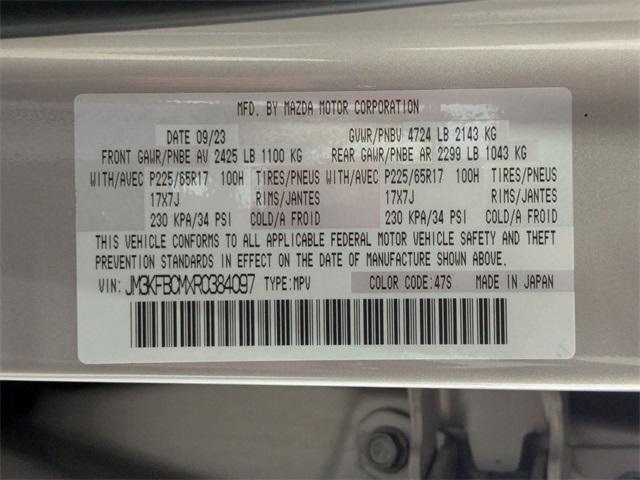 MFD. BY MAZDA MOTOR CORPORATION
DATE 09/23 GVWR/PNBV 4724 LB 2143 KG
FRONT GAWR/PNBE AV 2425 LB 1100 KG REAR GAWR/PNBE AR 2299 LB 1043 KG
WITH/AVEC P225/65R17 100H TIRES/PNEUS WITH/AVEC P225/65R17 100H TIRES/PNEUS
17X7J RIMS/JANTES 17X7J RIMS/JANTES
230 KPA/34 PSI COLD/A FROID 230 KPA/34 PSI COLD/A FROID
THIS VEHICLE CONFORMS TO ALL APPLICABLE FEDERAL MOTOR VEHICLE SAFETY AND THEFT
PREVENTION STANDARDS IN EFFECT ON THE DATE OF MANUFACTURE SHOWN ABOVE.
VIN: JM3KFBCMXR0384097 TYPE:MPV COLOR CODE:47S MADE IN JAPAN